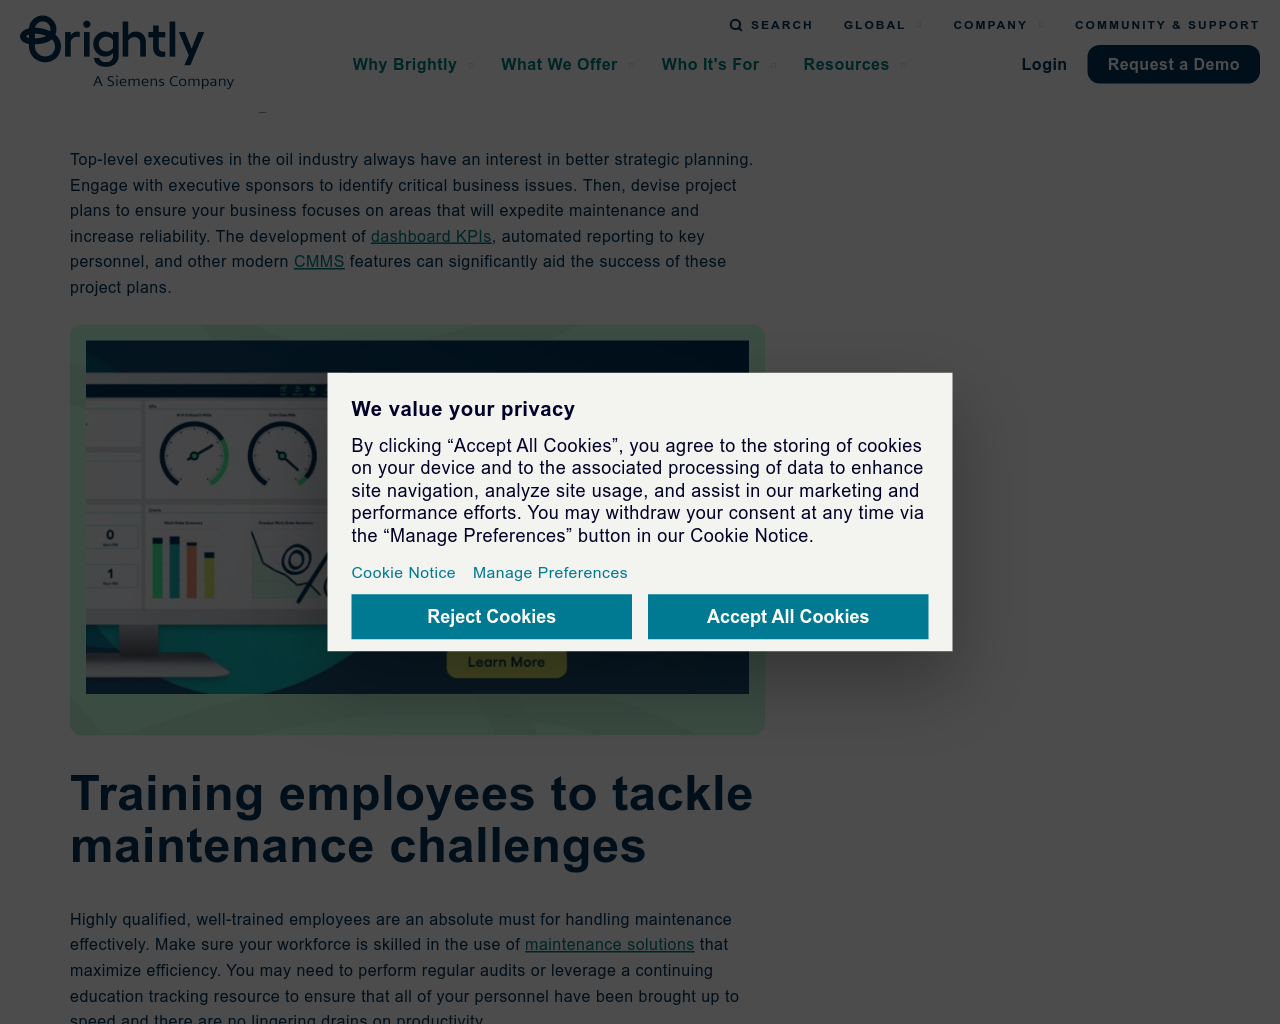 Brightly
A Siemens Company
SEARCH GLOBAL COMPANY COMMUNITY & SUPPORT
Why Brightly What We Offer Who It's For Resources Login Request a Demo
Top-level executives in the oil industry always have an interest in better strategic planning.
Engage with executive sponsors to identify critical business issues. Then, devise project
plans to ensure your business focuses on areas that will expedite maintenance and
increase reliability. The development of dashboard KPIs, automated reporting to key
personnel, and other modern CMMS features can significantly aid the success of these
project plans.
0
1
We value your privacy
By clicking “Accept All Cookies”, you agree to the storing of cookies
on your device and to the associated processing of data to enhance
site navigation, analyze site usage, and assist in our marketing and
performance efforts. You may withdraw your consent at any time via
the “Manage Preferences” button in our Cookie Notice.
Cookie Notice Manage Preferences
Reject Cookies Accept All Cookies
Learn More
Training employees to tackle
maintenance challenges
Highly qualified, well-trained employees are an absolute must for handling maintenance
effectively. Make sure your workforce is skilled in the use of maintenance solutions that
maximize efficiency. You may need to perform regular audits or leverage a continuing
education tracking resource to ensure that all of your personnel have been brought up to
speed and there are no lingering drains on productivity.